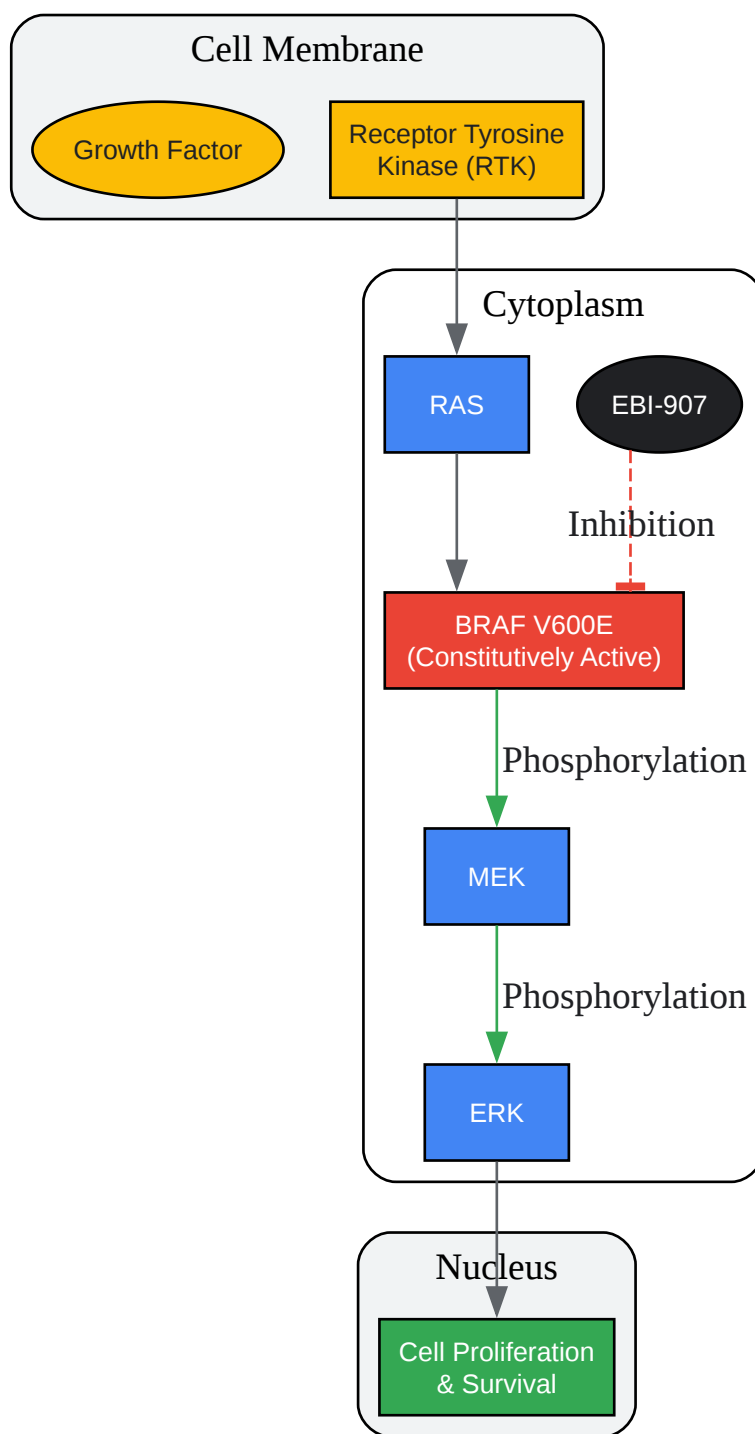 Cell Membrane
Growth Factor
Receptor Tyrosine
Kinase (RTK)
Cytoplasm
RAS
EBI-907
Inhibition
BRAF V600E
(Constitutively Active)
Phosphorylation
MEK
Phosphorylation
ERK
Nucleus
Cell Proliferation
& Survival